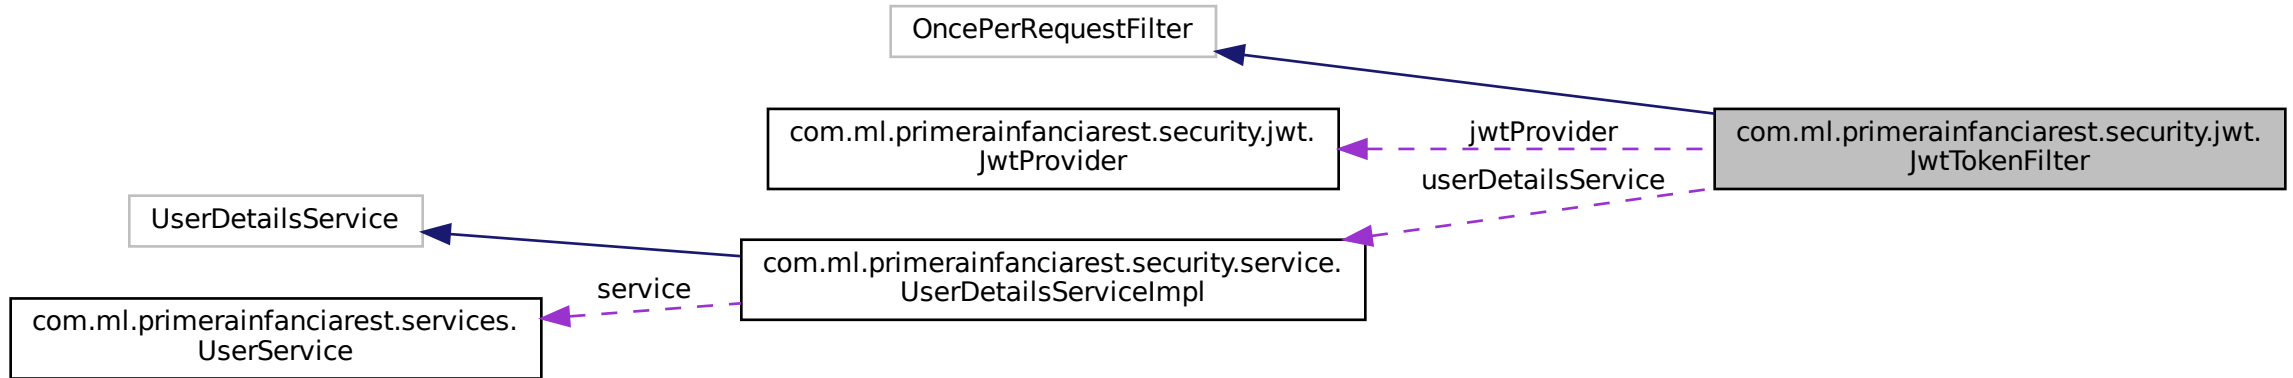 OncePerRequestFilter
com.ml.primerainfanciarest.security.jwt.
JwtProvider
jwtProvider
com.ml.primerainfanciarest.security.jwt.
JwtTokenFilter
userDetailsService
UserDetailsService
com.ml.primerainfanciarest.security.service.
UserDetailsServiceImpl
service
com.ml.primerainfanciarest.services.
UserService